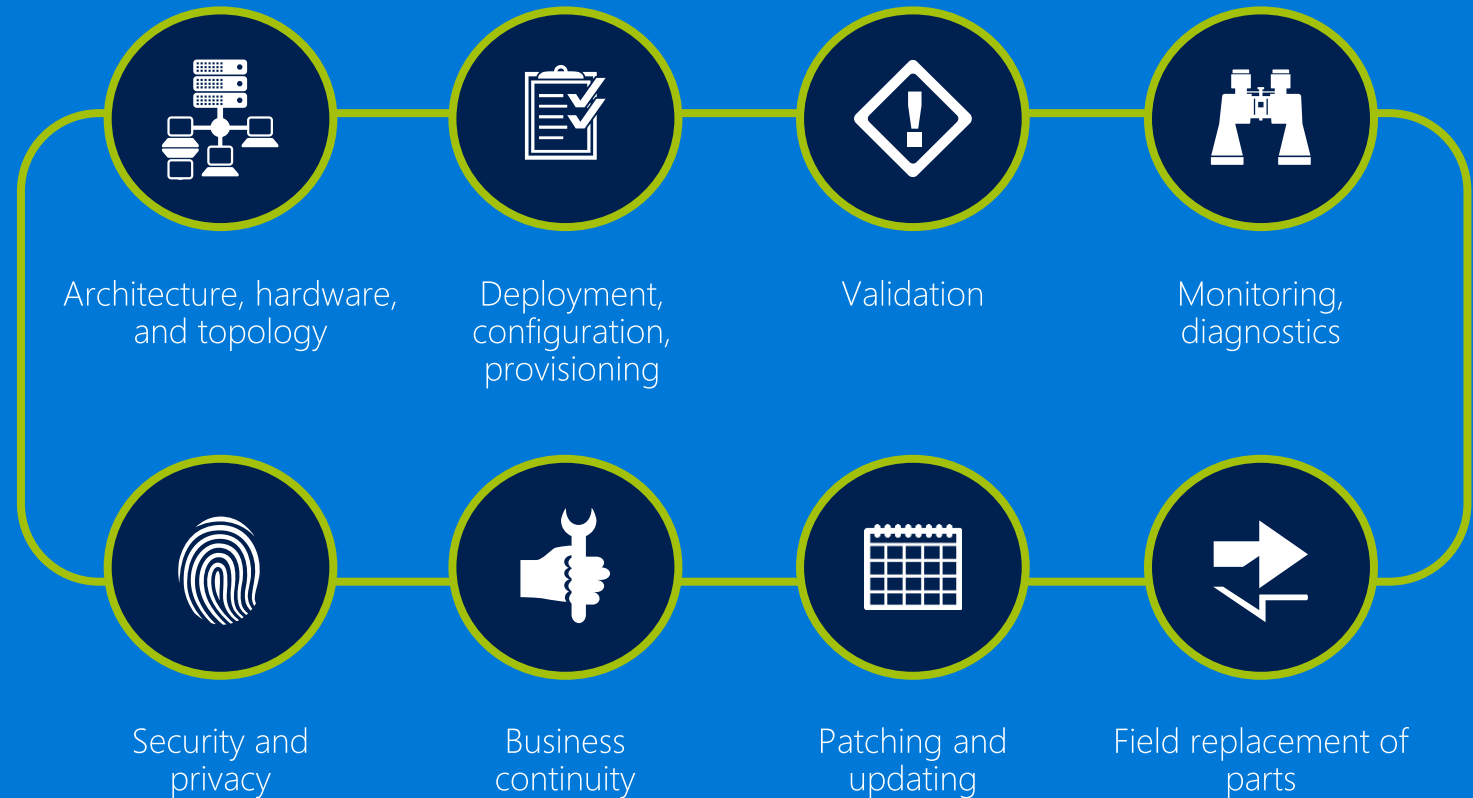 Architecture, hardware,
and topology
Deployment,
configuration,
provisioning
Validation
Monitoring,
diagnostics
Security and
privacy
Business
continuity
Patching and
updating
Field replacement of
parts